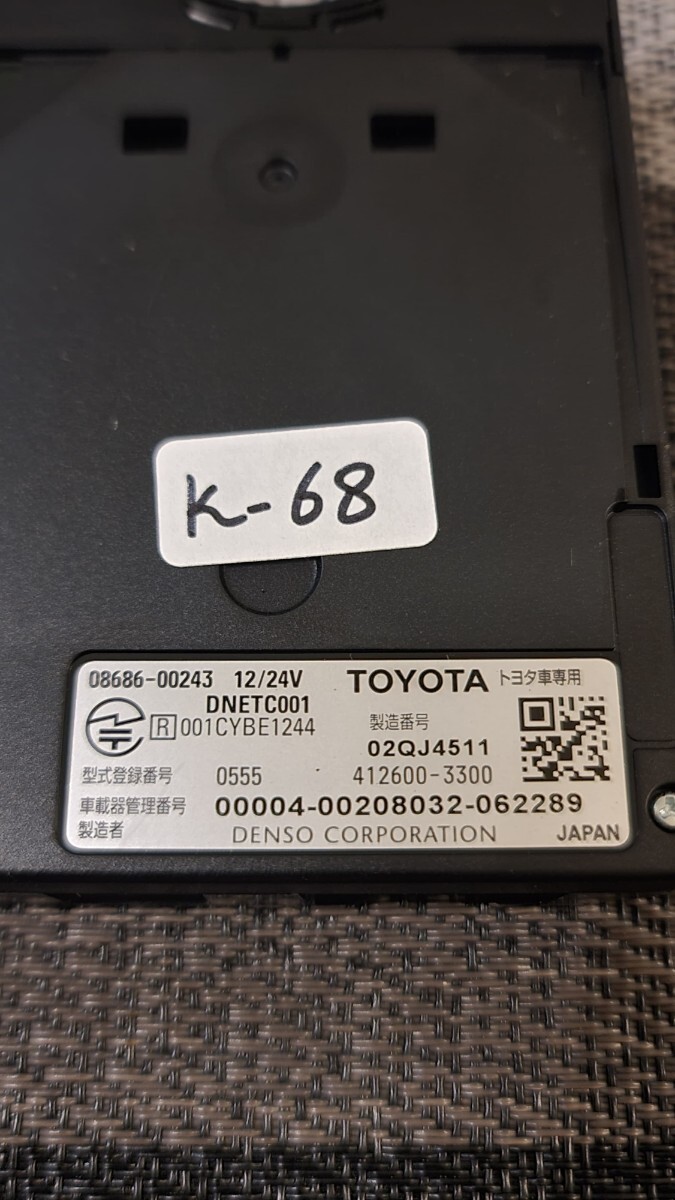 K-68
08686-00243 12/24V TOYOTA トヨタ車専用
DNETC001
R 001CYBE1244 製造番号
02QJ4511
型式登録番号 0555 412600-3300
車載器管理番号 00004-00208032-062289
製造者 DENSO CORPORATION JAPAN